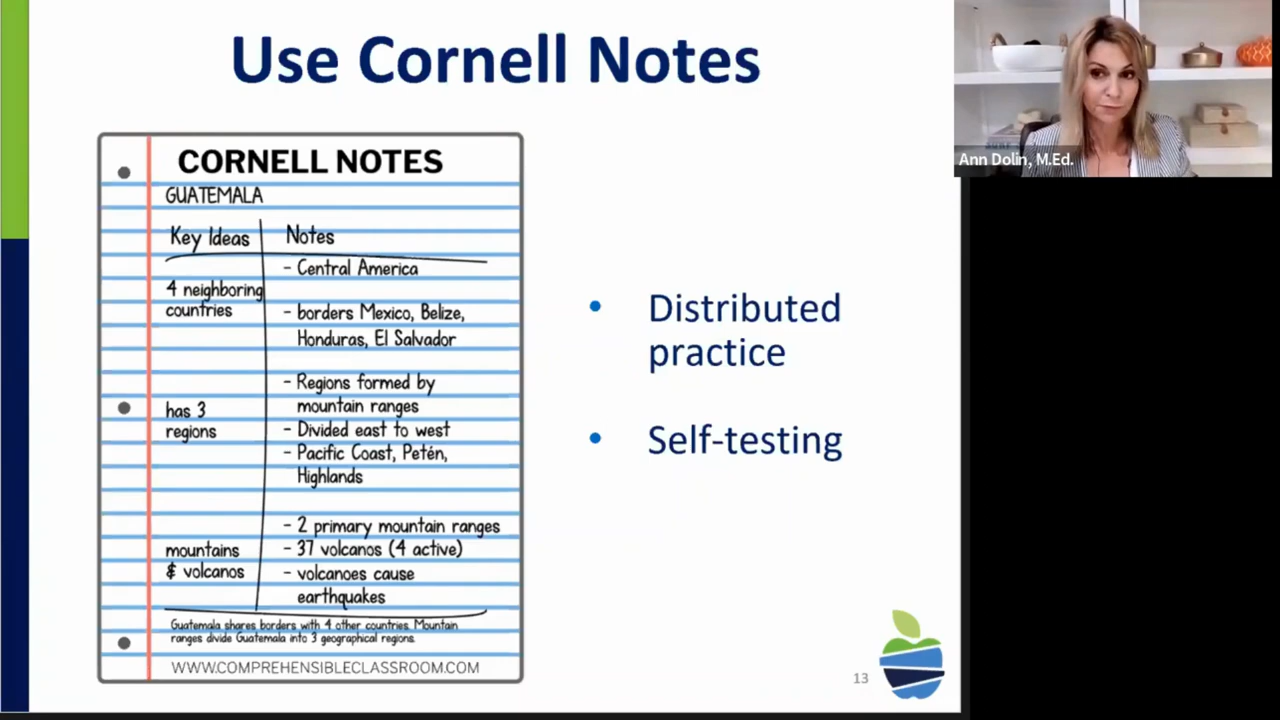 Use Cornell Notes
CORNELL NOTES
GUATEMALA
Key Ideas
Notes
- Central America
4 neighboring
countries
- borders Mexico, Belize,
Honduras, El Salvador
- Regions formed by
mountain ranges
has 3
regions
- Divided east to west
- Pacific Coast, Petén,
Highlands
- 2 primary mountain ranges
mountains
& volcanos
- 37 volcanos (4 active)
- volcanoes cause
earthquakes
Guatemala shares borders with 4 other countries. Mountain
ranges divide Guatemala into 3 geographical regions.
WWW.COMPREHENSIBLECLASSROOM.COM
• Distributed
practice
• Self-testing
13
Ann Dolin, M.Ed.